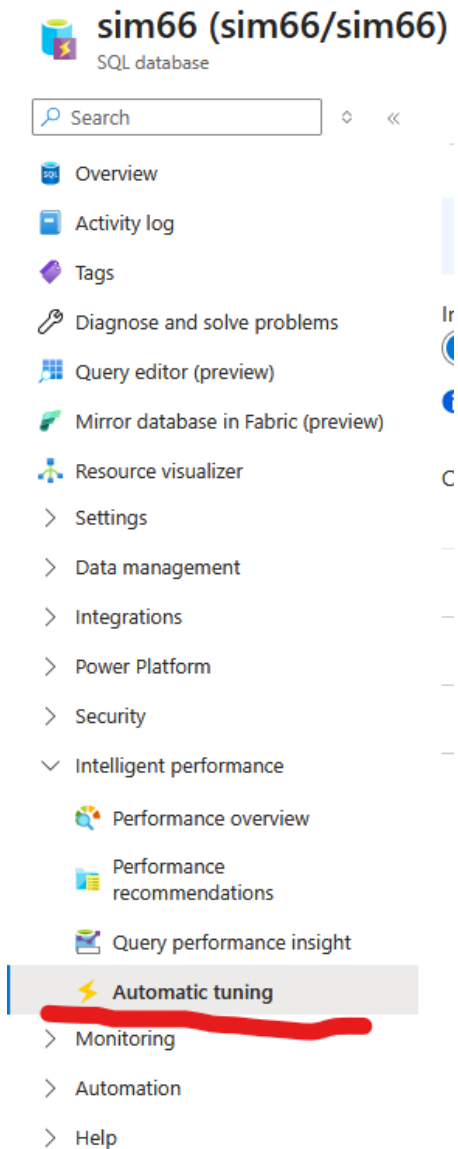 sim66 (sim66/sim66)
SQL database
Search
Overview
Activity log
Tags
Diagnose and solve problems
Query editor (preview)
Mirror database in Fabric (preview)
Resource visualizer
Settings
Data management
Integrations
Power Platform
Security
Intelligent performance
Performance overview
Performance
recommendations
Query performance insight
Automatic tuning
Monitoring
Automation
Help